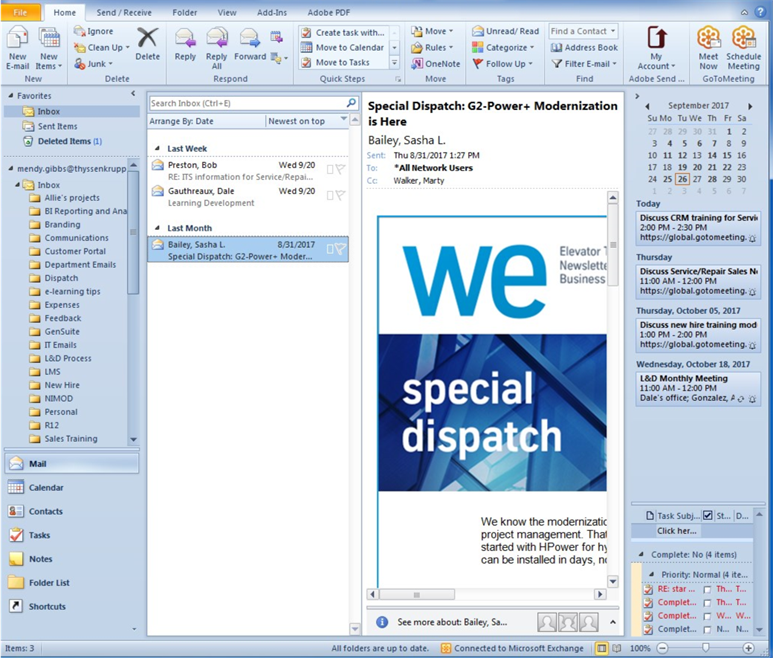 File Home Send / Receive Folder View Add-Ins Adobe PDF
New E-mail
New Items
New
Ignore
Clean Up
Junk
Delete
Delete
Reply
Reply All
Forward
Respond
Create task with...
Move to Calendar
Move to Tasks
Quick Steps
Move
Rules
OneNote
Move
Unread/ Read
Categorize
Follow Up
Tags
Find a Contact
Address Book
Filter E-mail
Find
My Account
Adobe Send ...
Meet Now
Schedule Meeting
GoToMeeting
Favorites
Inbox
Sent Items
Deleted Items (1)
mendy.gibbs@thyssenkrupp
Inbox
Allie's projects
BI Reporting and Ana
Branding
Communications
Customer Portal
Department Emails
Dispatch
e-learning tips
Expenses
Feedback
GenSuite
IT Emails
L&D Process
LMS
New Hire
NIMOD
Personal
R12
Sales Training
Mail
Calendar
Contacts
Tasks
Notes
Folder List
Shortcuts
Search Inbox (Ctrl+E)
Arrange By: Date Newest on top
Last Week
Preston, Bob Wed 9/20
RE: ITS information for Service/Repai...
Gauthreaux, Dale Wed 9/20
Learning Development
Last Month
Bailey, Sasha L. 8/31/2017
Special Dispatch: G2-Power+ Moder...
Special Dispatch: G2-Power+ Modernization
is Here
Bailey, Sasha L.
Sent: Thu 8/31/2017 1:27 PM
To: *All Network Users
Cc: Walker, Marty
we
Elevator
Newslette
Business
special
dispatch
We know the modernizatic
project management. That
started with HPower for hy
can be installed in days, no
See more about: Bailey, Sa...
September 2017
Su Mo Tu We Th Fr Sa
27 28 29 30 31 1 2
3 4 5 6 7 8 9
10 11 12 13 14 15 16
17 18 19 20 21 22 23
24 25 26 27 28 29 30
1 2 3 4 5 6 7
Today
Discuss CRM training for Servi
2:00 PM - 2:30 PM
https://global.gotomeeting.
Thursday
Discuss Service/Repair Sales N
11:00 AM - 12:00 PM
https://global.gotomeeting.
Thursday, October 05, 2017
Discuss new hire training mod
1:00 PM - 2:00 PM
https://global.gotomeeting.
Wednesday, October 18, 2017
L&D Monthly Meeting
11:00 AM - 12:00 PM
Dale's office; Gonzalez, A
Task Subj... St... D...
Click her...
Complete: No (4 items)
Priority: Normal (4 ite...
RE: star ... Th... T...
Complet... Th... T...
Complet... W... W...
Complet... N... N...
Items: 3 All folders are up to date. Connected to Microsoft Exchange 100%